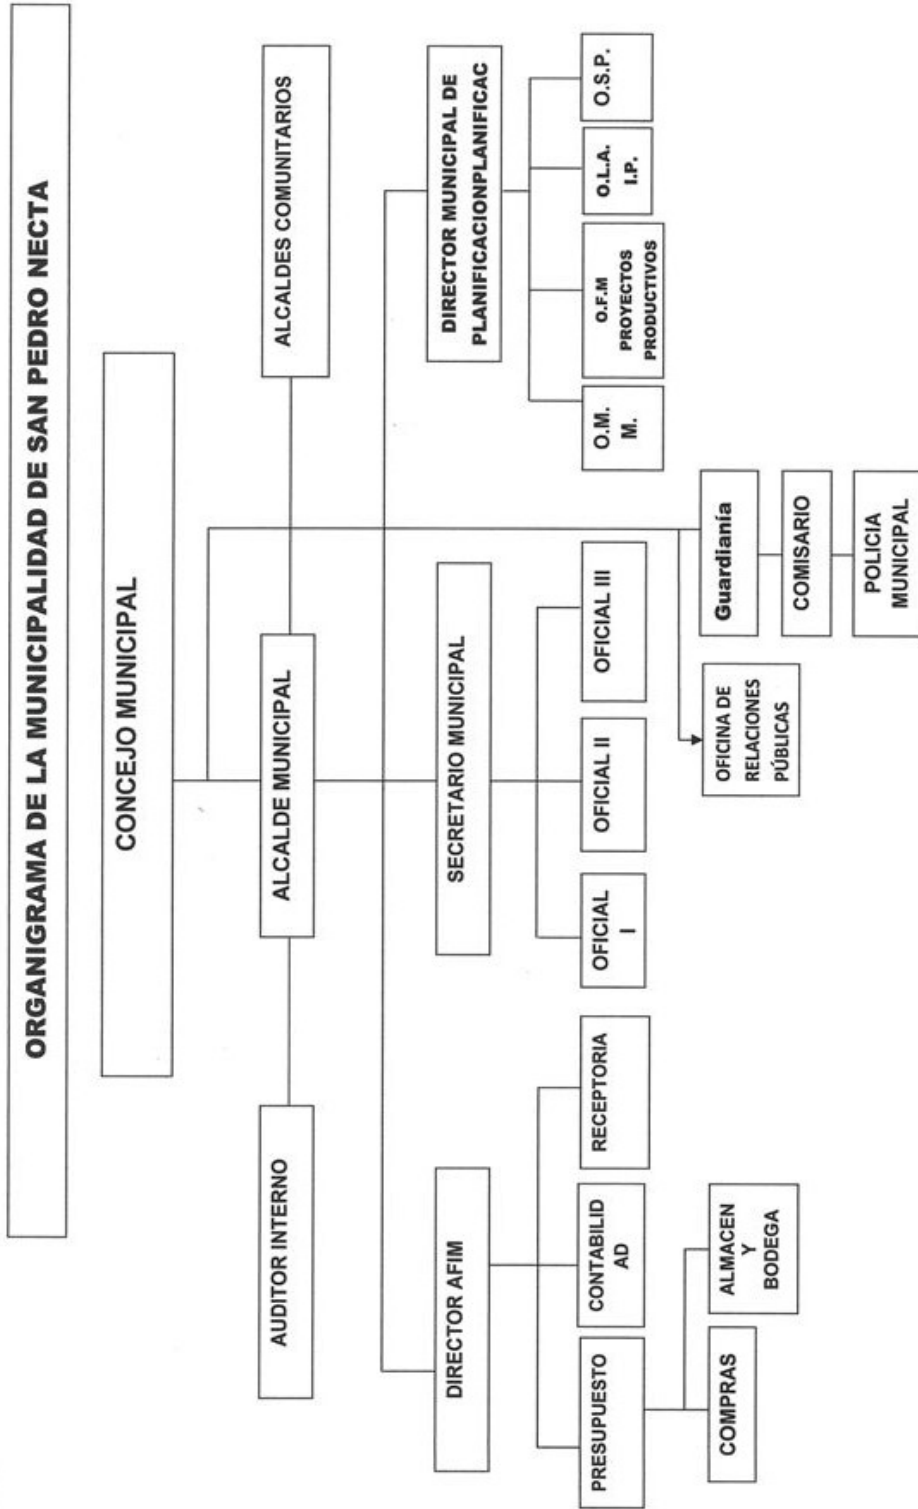 ORGANIGRAMA DE LA MUNICIPALIDAD DE SAN PEDRO NECTA
CONCEJO MUNICIPAL
AUDITOR INTERNO
ALCALDE MUNICIPAL
ALCALDES COMUNITARIOS
DIRECTOR AFIM
SECRETARIO MUNICIPAL
DIRECTOR MUNICIPAL DE
PLANIFICACIONPLANIFICAC
PRESUPUESTO
CONTABILID
AD
RECEPTORIA
OFICIAL
I
OFICIAL II
OFICIAL III
O.M.
M.
O.F.M
PROYECTOS
PRODUCTIVOS
O.L.A.
I.P.
O.S.P.
COMPRAS
ALMACEN
Y
BODEGA
OFICINA DE
RELACIONES
PÚBLICAS
Guardianía
COMISARIO
POLICIA
MUNICIPAL